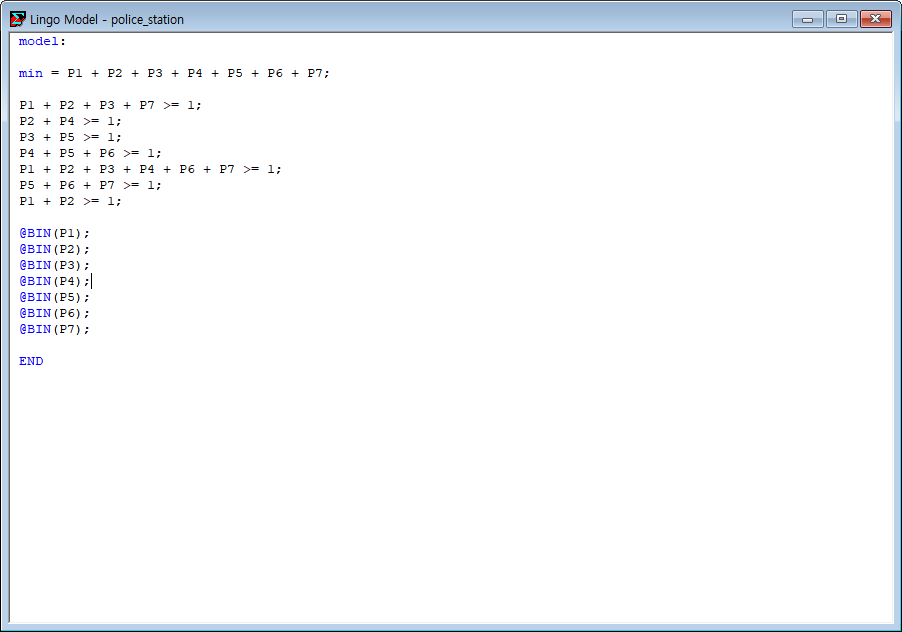 Lingo Model - police_station
model:
min = P1 + P2 + P3 + P4 + P5 + P6 + P7;
P1 + P2 + P3 + P7 >= 1;
P2 + P4 >= 1;
P3 + P5 >= 1;
P4 + P5 + P6 >= 1;
P1 + P2 + P3 + P4 + P6 + P7 >= 1;
P5 + P6 + P7 >= 1;
P1 + P2 >= 1;
@BIN(P1);
@BIN(P2);
@BIN(P3);
@BIN(P4);
@BIN(P5);
@BIN(P6);
@BIN(P7);
END